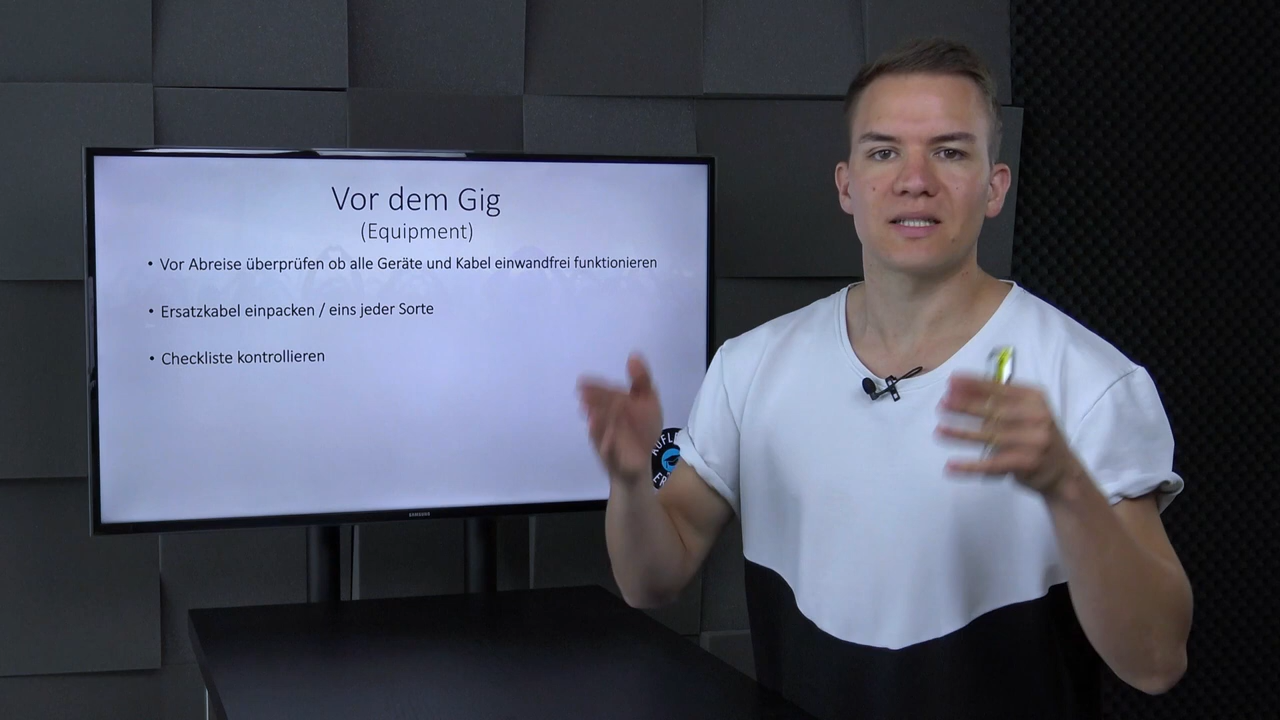 Vor dem Gig
(Equipment)
• Vor Abreise überprüfen ob alle Geräte und Kabel einwandfrei funktionieren
• Ersatzkabel einpacken / eins jeder Sorte
• Checkliste kontrollieren
SAMSUNG